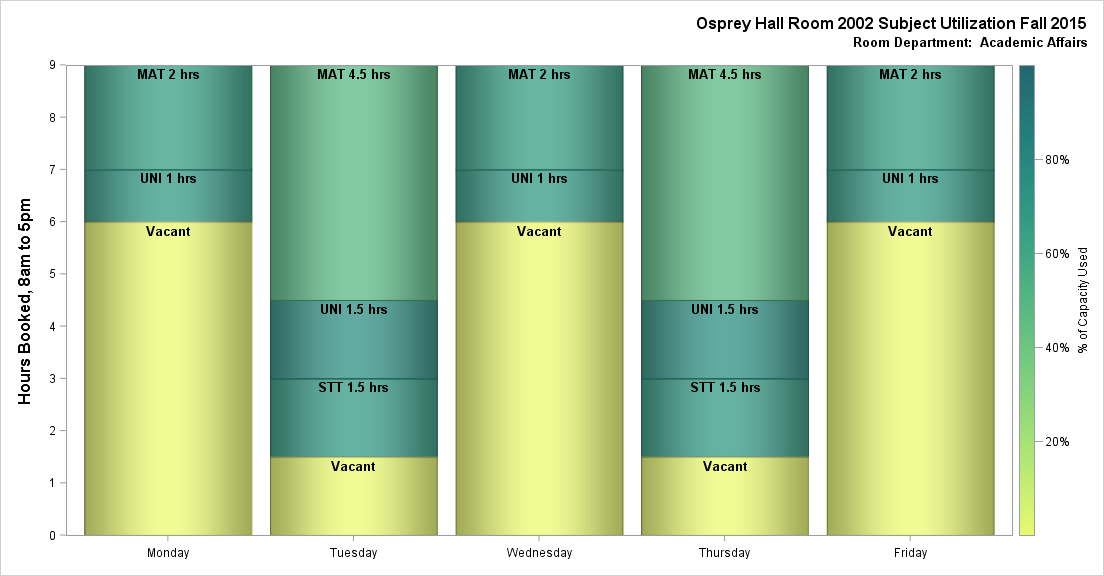 Osprey Hall Room 2002 Subject Utilization Fall 2015
Room Department:  Academic Affairs
Hours Booked, 8am to 5pm
9
8
7
6
5
4
3
2
1
0
MAT 2 hrs
UNI 1 hrs
Vacant
MAT 4.5 hrs
UNI 1.5 hrs
STT 1.5 hrs
Vacant
MAT 2 hrs
UNI 1 hrs
Vacant
MAT 4.5 hrs
UNI 1.5 hrs
STT 1.5 hrs
Vacant
MAT 2 hrs
UNI 1 hrs
Vacant
Monday
Tuesday
Wednesday
Thursday
Friday
80%
60%
40%
20%
% of Capacity Used